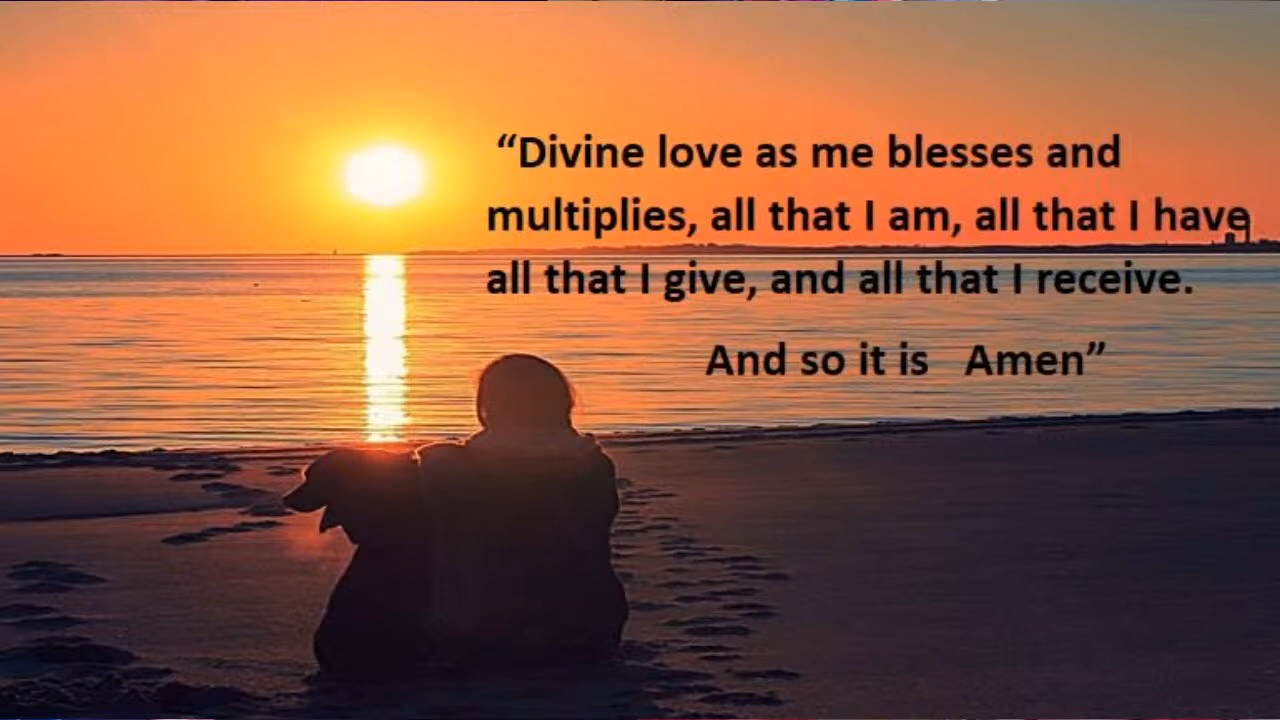 “Divine love as me blesses and
multiplies, all that I am, all that I have
all that I give, and all that I receive.
And so it is Amen”